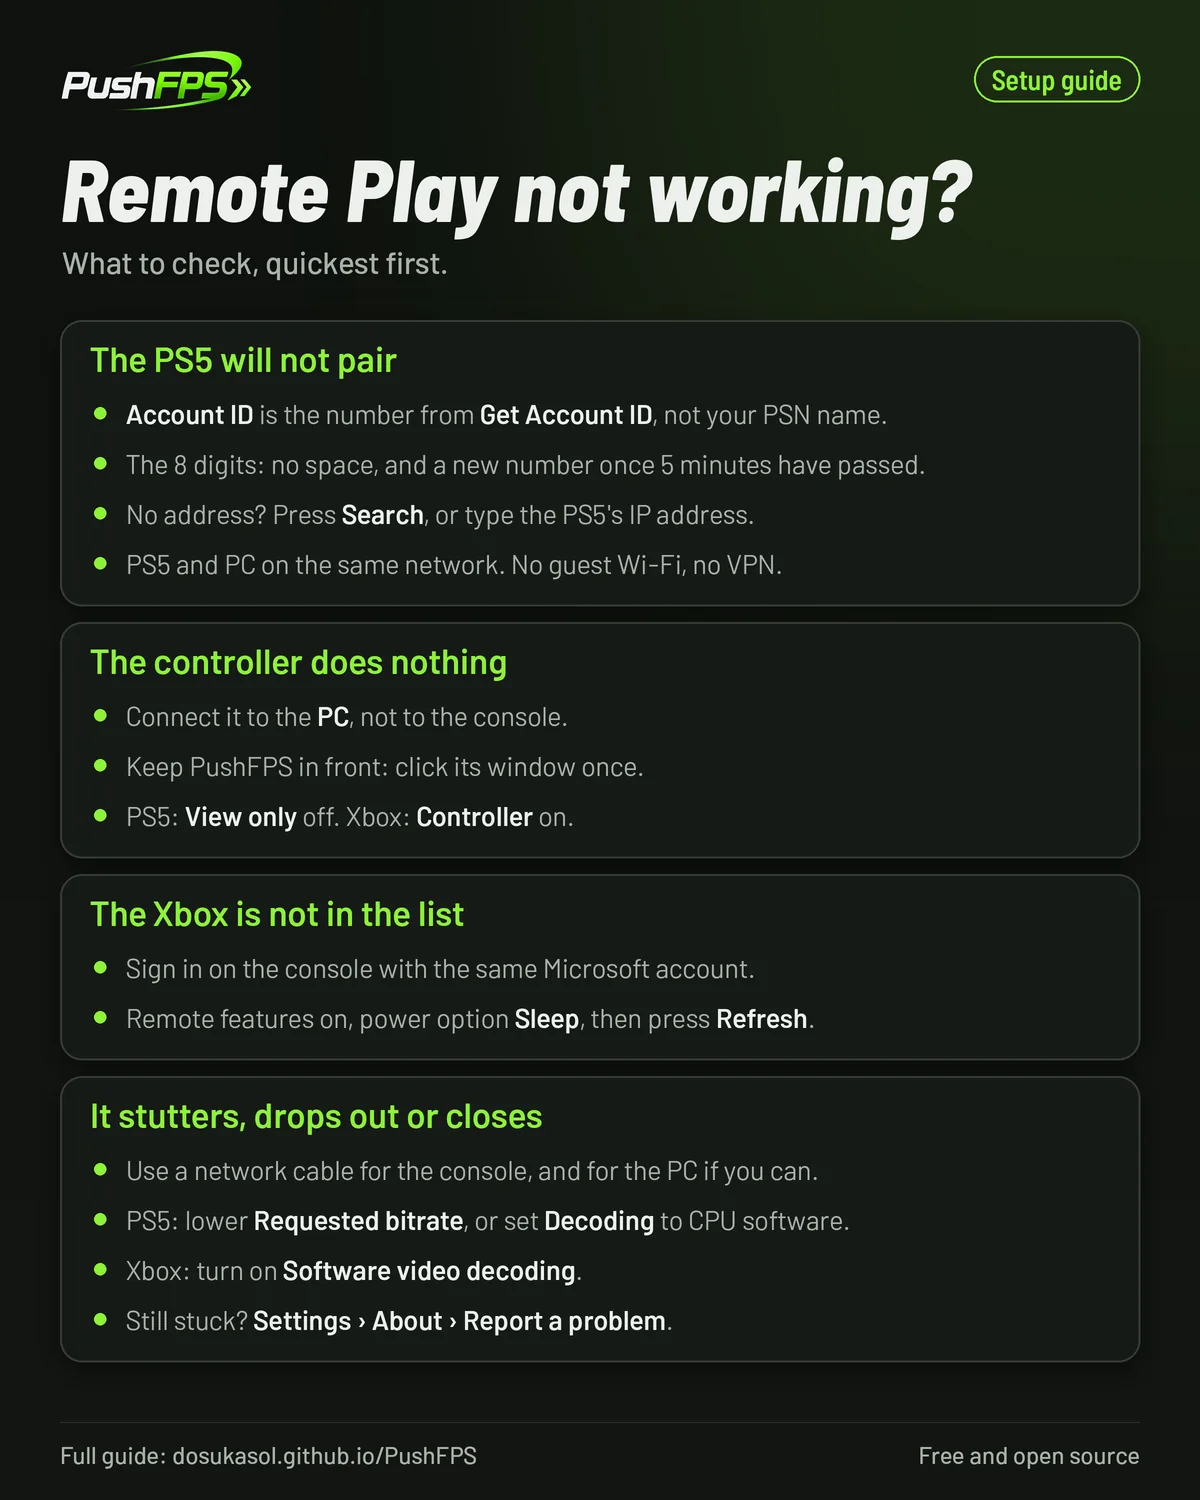 PushFPS»
Setup guide
Remote Play not working?
What to check, quickest first.
The PS5 will not pair
Account ID is the number from Get Account ID, not your PSN name.
The 8 digits: no space, and a new number once 5 minutes have passed.
No address? Press Search, or type the PS5's IP address.
PS5 and PC on the same network. No guest Wi-Fi, no VPN.
The controller does nothing
Connect it to the PC, not to the console.
Keep PushFPS in front: click its window once.
PS5: View only off. Xbox: Controller on.
The Xbox is not in the list
Sign in on the console with the same Microsoft account.
Remote features on, power option Sleep, then press Refresh.
It stutters, drops out or closes
Use a network cable for the console, and for the PC if you can.
PS5: lower Requested bitrate, or set Decoding to CPU software.
Xbox: turn on Software video decoding.
Still stuck? Settings › About › Report a problem.
Full guide: dosukasol.github.io/PushFPS
Free and open source